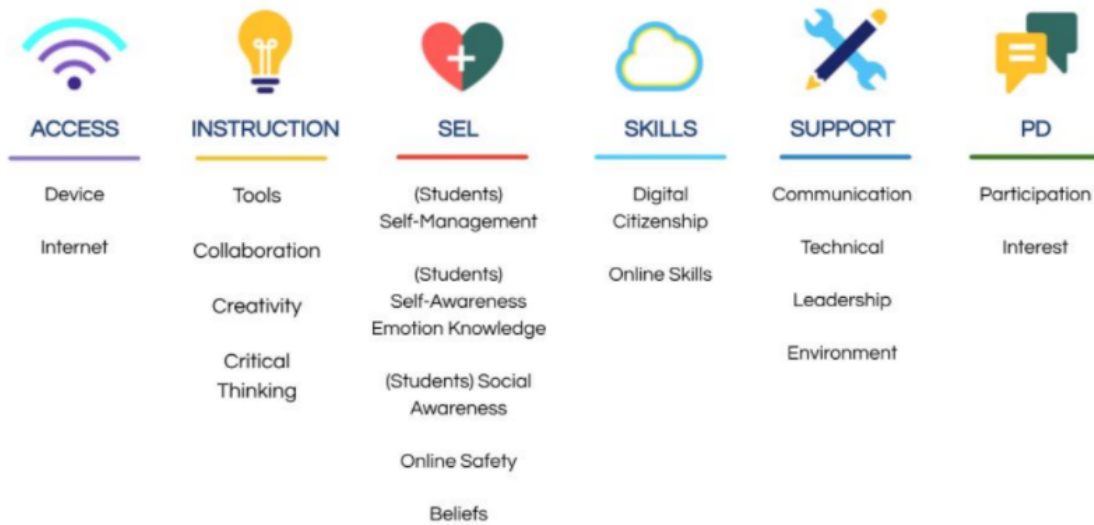 ACCESS
Device
Internet
INSTRUCTION
Tools
Collaboration
Creativity
Critical
Thinking
SEL
(Students)
Self-Management
(Students)
Self-Awareness
Emotion Knowledge
(Students) Social
Awareness
Online Safety
Beliefs
SKILLS
Digital
Citizenship
Online Skills
SUPPORT
Communication
Technical
Leadership
Environment
PD
Participation
Interest